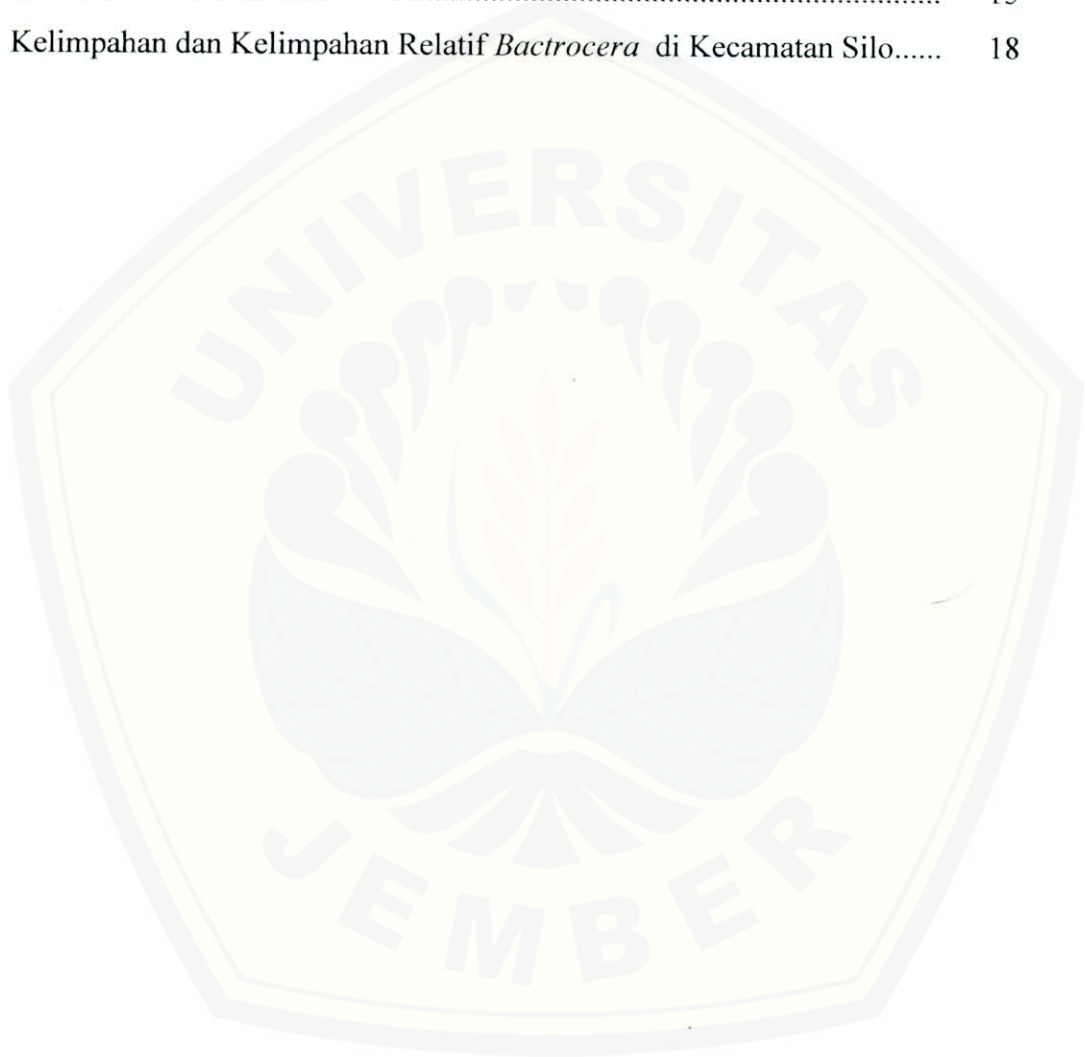 Kelimpahan dan Kelimpahan Relatif Bactrocera di Kecamatan Silo...... 18
UNIVERSITAS
JEMBER